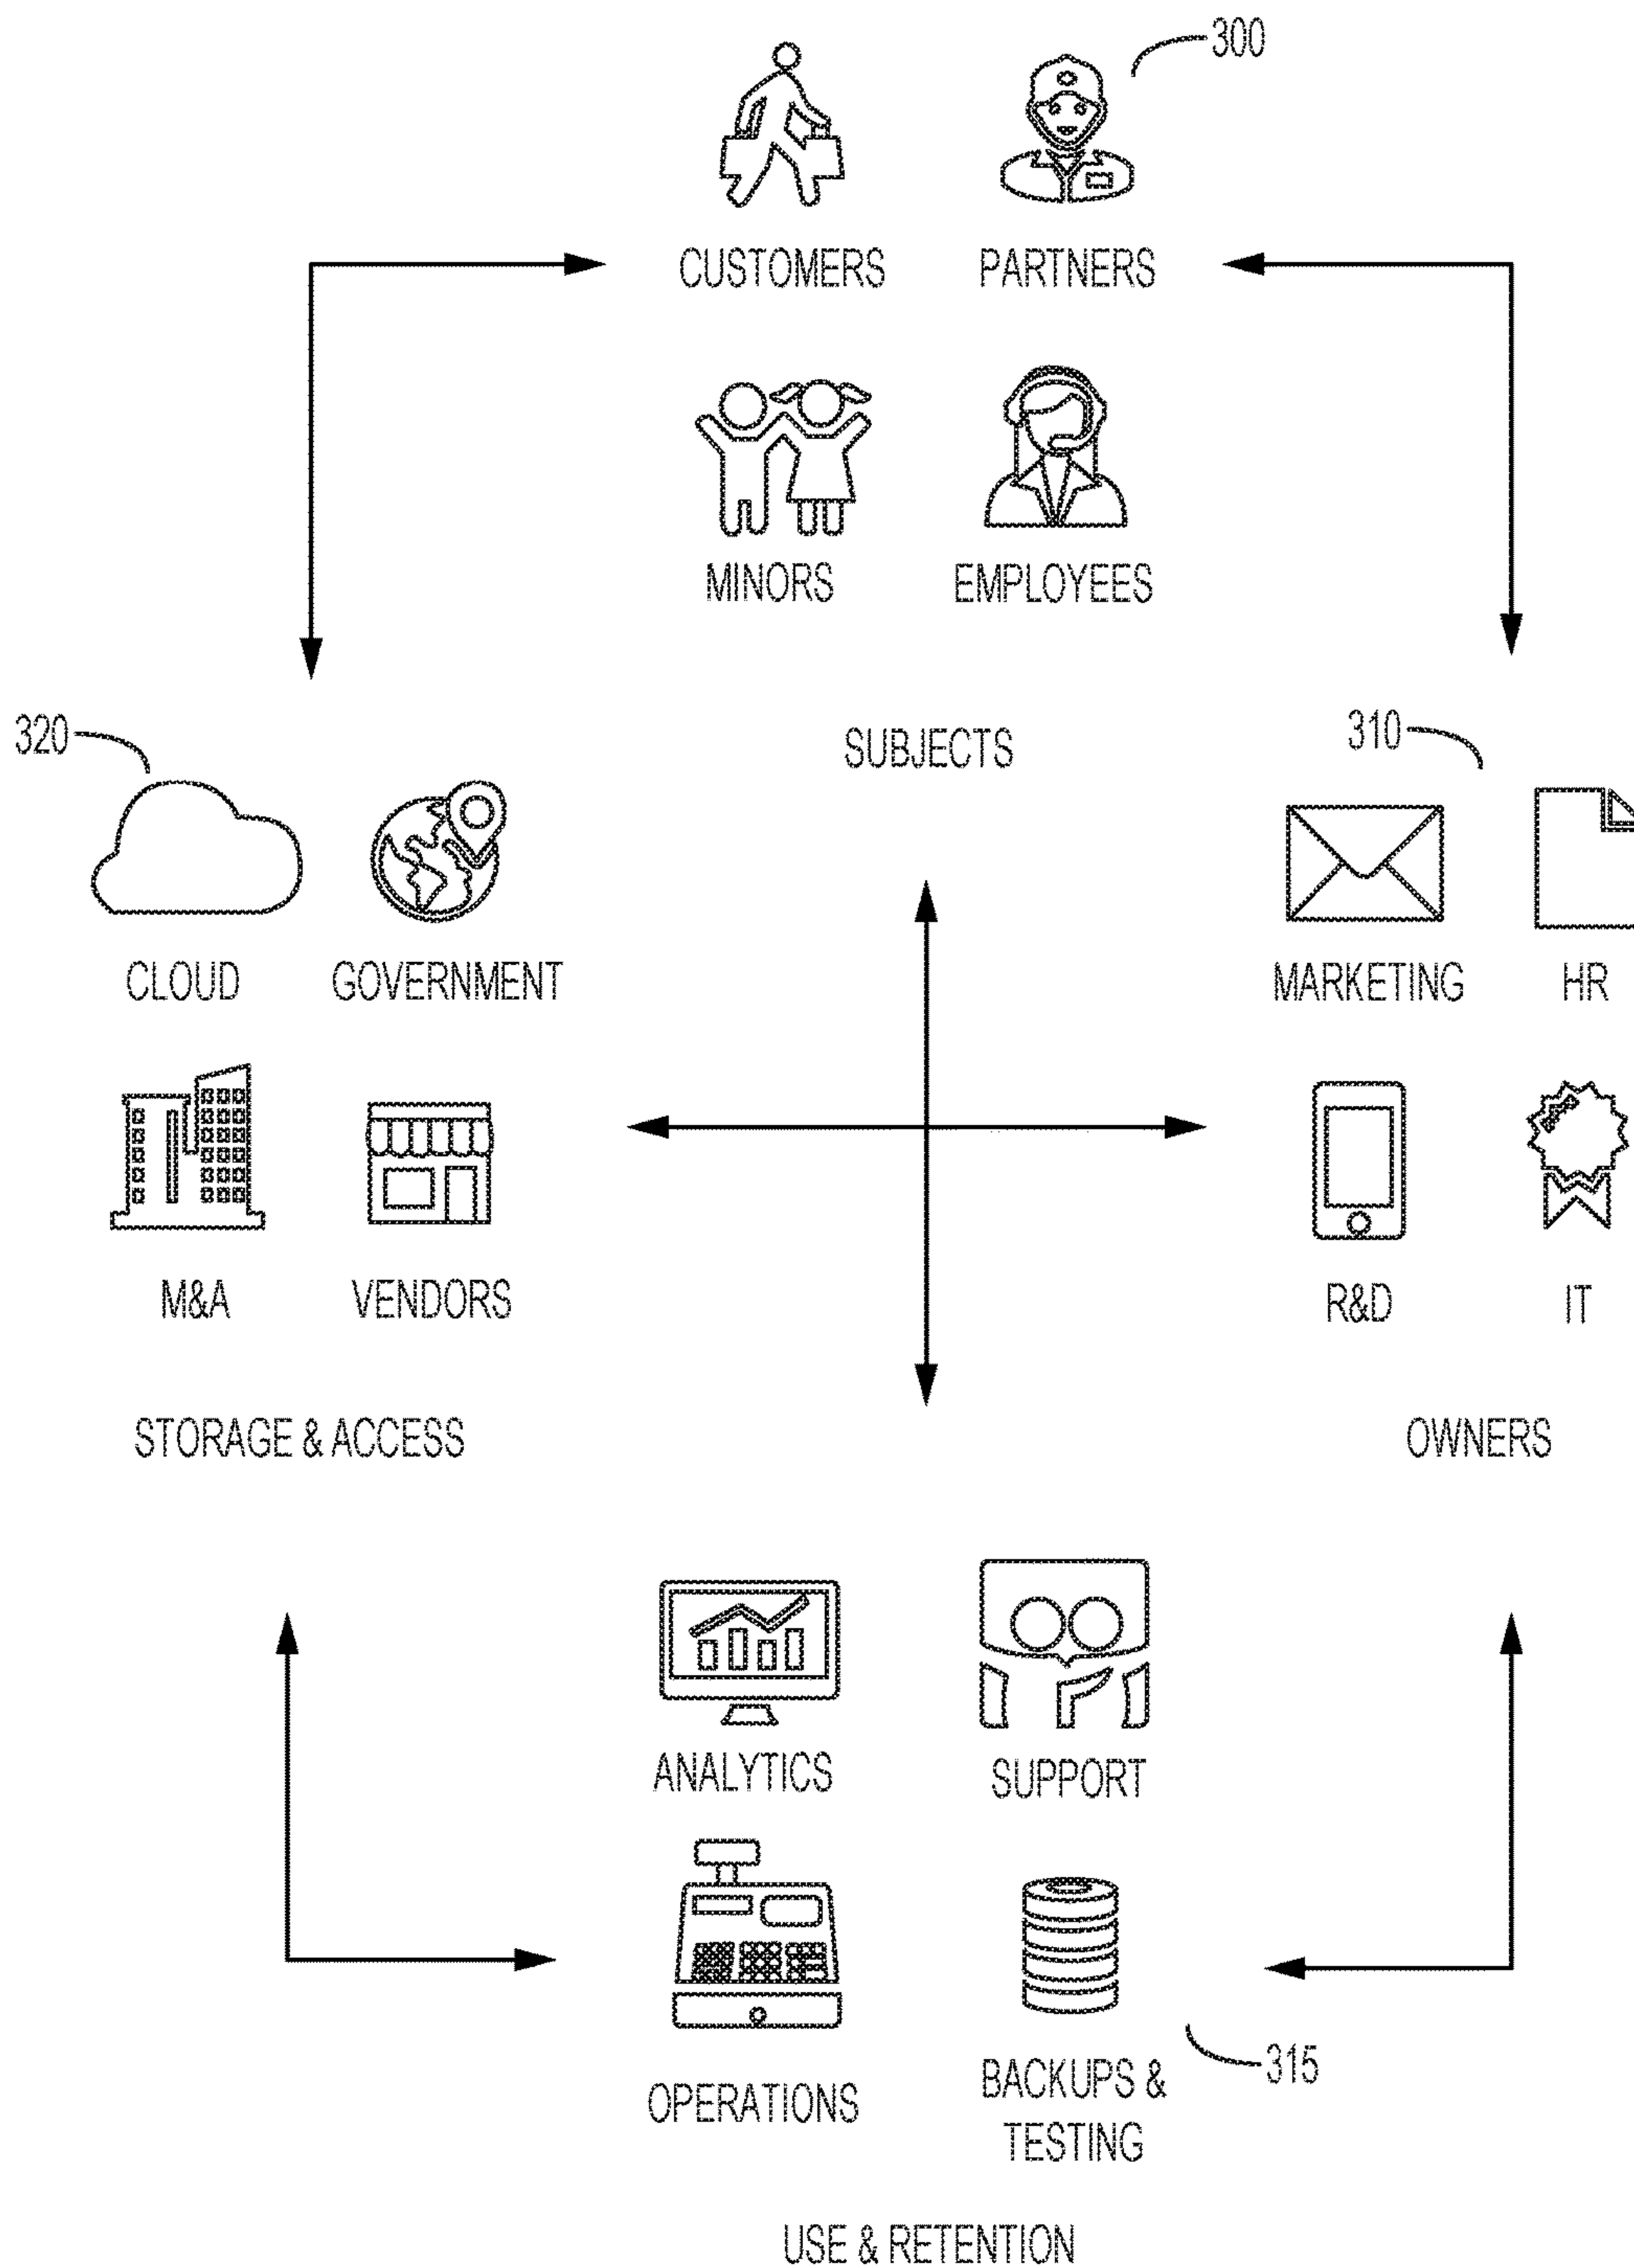 300
CUSTOMERS
PARTNERS
MINORS
EMPLOYEES
SUBJECTS
320
CLOUD
GOVERNMENT
M&A
VENDORS
STORAGE & ACCESS
310
MARKETING
HR
R&D
IT
OWNERS
ANALYTICS
SUPPORT
OPERATIONS
BACKUPS &
TESTING
315
USE & RETENTION